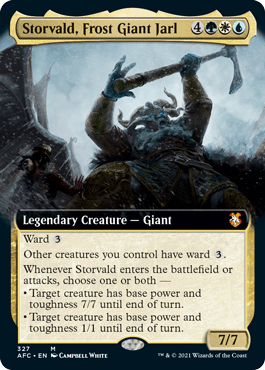 Storvald, Frost Giant Jarl 4
Legendary Creature — Giant
Ward 3
Other creatures you control have ward 3.
Whenever Storvald enters the battlefield or
attacks, choose one or both —
• Target creature has base power and
toughness 7/7 until end of turn.
• Target creature has base power and
toughness 1/1 until end of turn.
7/7
327 M
AFC • EN CAMPBELL WHITE
™ & © 2021 Wizards of the Coast